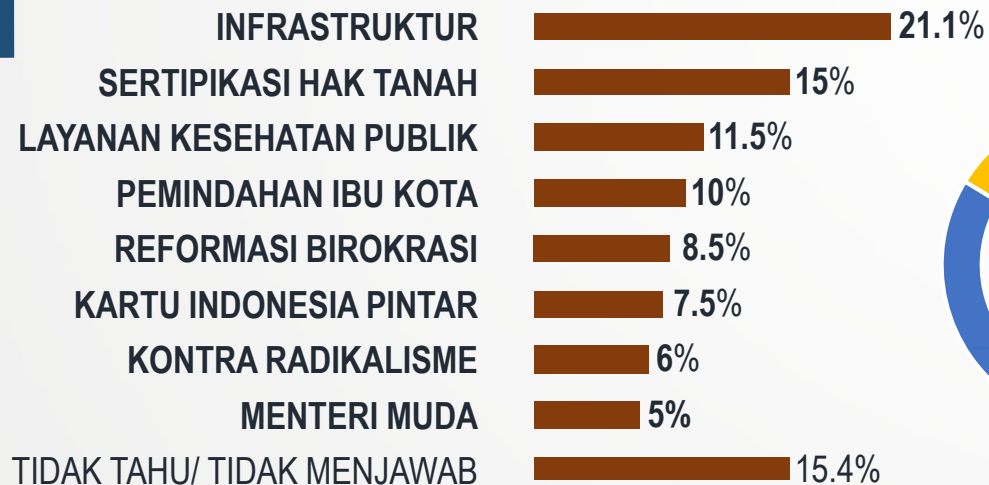 INFRASTRUKTUR 21.1%
SERTIPIKASI HAK TANAH 15%
LAYANAN KESEHATAN PUBLIK 11.5%
PEMINDAHAN IBU KOTA 10%
REFORMASI BIROKRASI 8.5%
KARTU INDONESIA PINTAR 7.5%
KONTRA RADIKALISME 6%
MENTERI MUDA 5%
TIDAK TAHU/ TIDAK MENJAWAB 15.4%